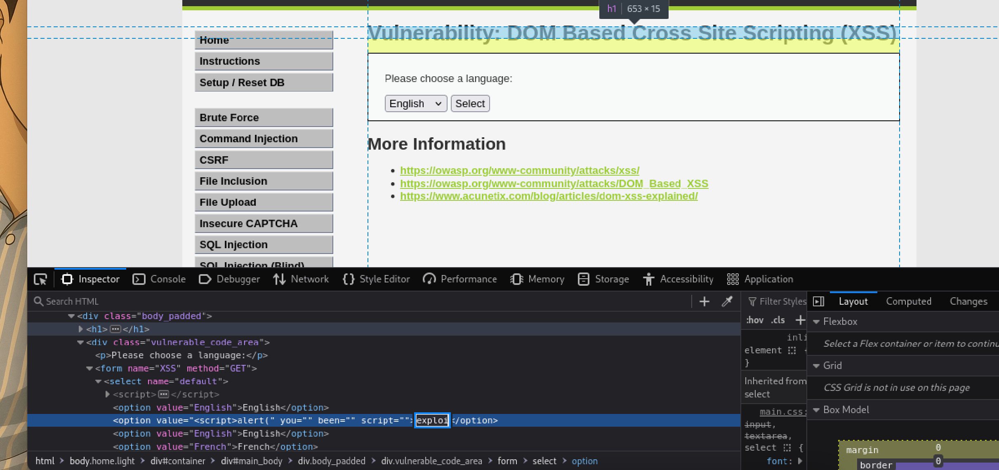 h1 653 × 15
Vulnerability: DOM Based Cross Site Scripting (XSS)
Home
Instructions
Setup / Reset DB
Please choose a language:
English Select
Brute Force
Command Injection
CSRF
File Inclusion
File Upload
Insecure CAPTCHA
SQL Injection
SQL Injection (Blind)
More Information
https://owasp.org/www-community/attacks/xss/
https://owasp.org/www-community/attacks/DOM_Based_XSS
https://www.acunetix.com/blog/articles/dom-xss-explained/
Inspector Console Debugger Network Style Editor Performance Memory Storage Accessibility Application
Search HTML
<div class="body_padded">
<h1> ... </h1>
<div class="vulnerable_code_area">
<p>Please choose a language:</p>
<form name="XSS" method="GET">
<select name="default">
<script> ... </script>
<option value="English">English</option>
<option value="<script>alert(" you="" been="" script="">exploi</option>
<option value="English">English</option>
<option value="French">French</option>
html > body.home.light > div#container > div#main_body > div.body_padded > div.vulnerable_code_area > form > select > option
Filter Styles
:hov .cls +
inli
element {
}
Inherited from
select
main.css:
input,
textarea,
select {
font:
Layout Computed Changes
Flexbox
Select a Flex container or item to continu
Grid
CSS Grid is not in use on this page
Box Model
margin 0
border 0